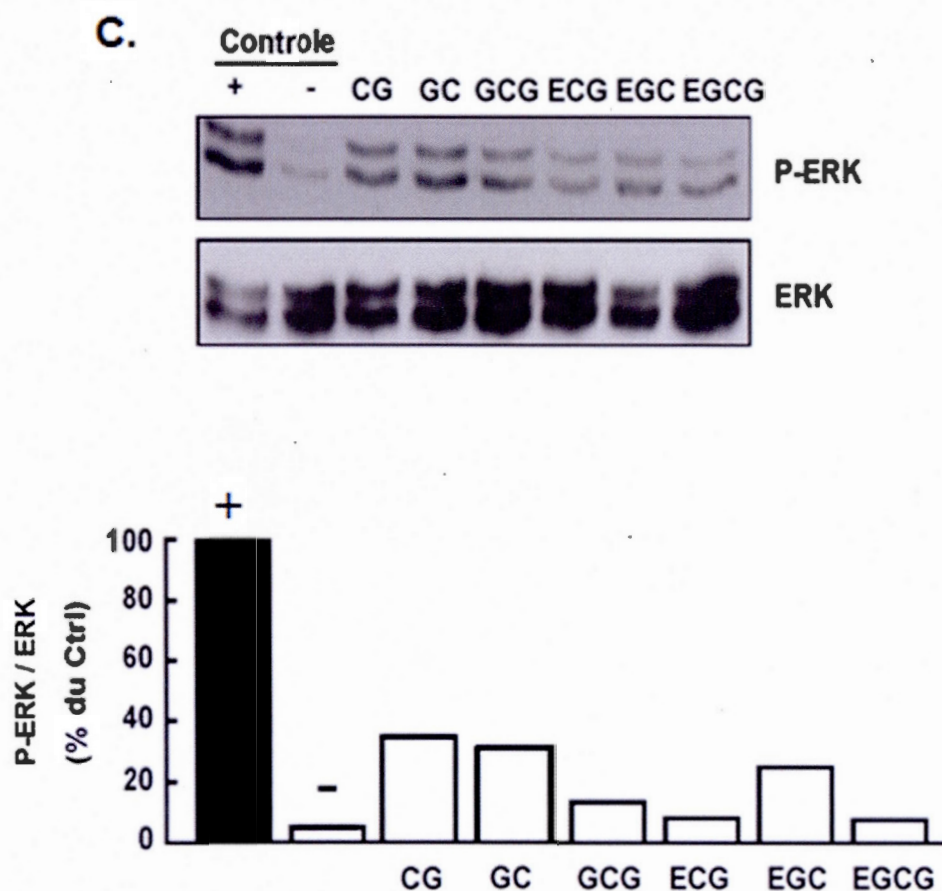 C.
Controle
+ - CG GC GCG ECG EGC EGCG
P-ERK
ERK
+
100
80
60
40
20
0
P-ERK / ERK
(% du Ctrl)
-
CG GC GCG ECG EGC EGCG